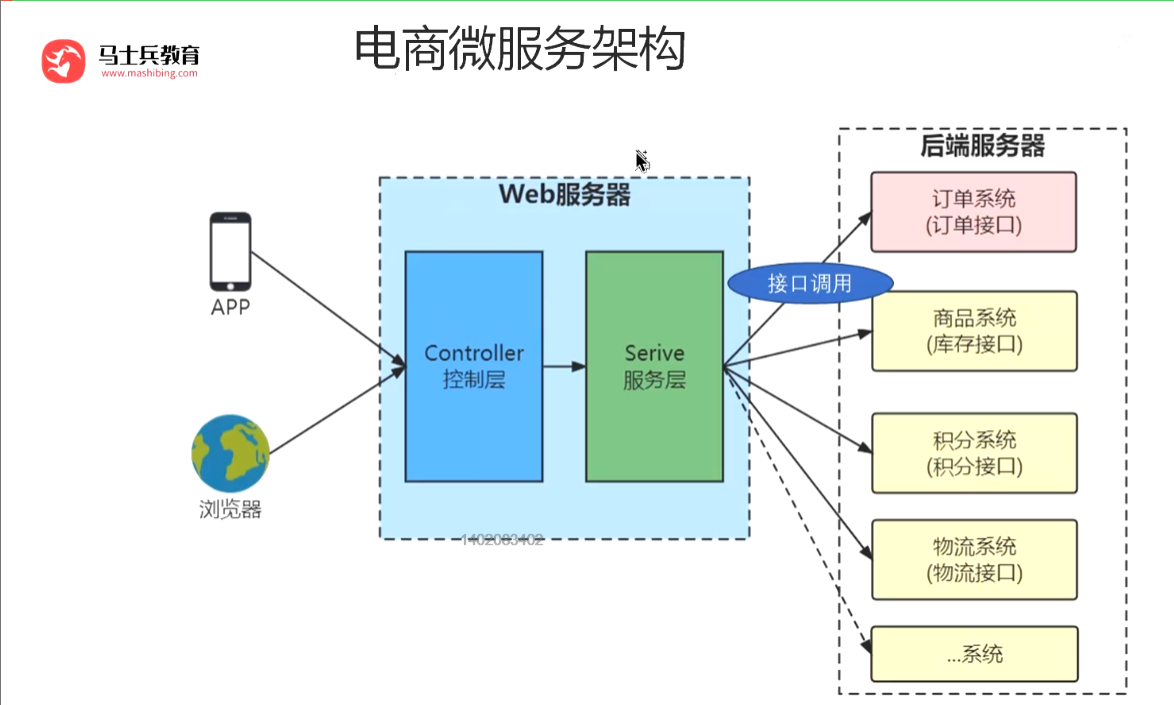 马士兵教育
www.mashibing.com
电商微服务架构
APP
浏览器
Web服务器
Controller
控制层
Serive
服务层
1402083402
接口调用
后端服务器
订单系统
(订单接口)
商品系统
(库存接口)
积分系统
(积分接口)
物流系统
(物流接口)
...系统